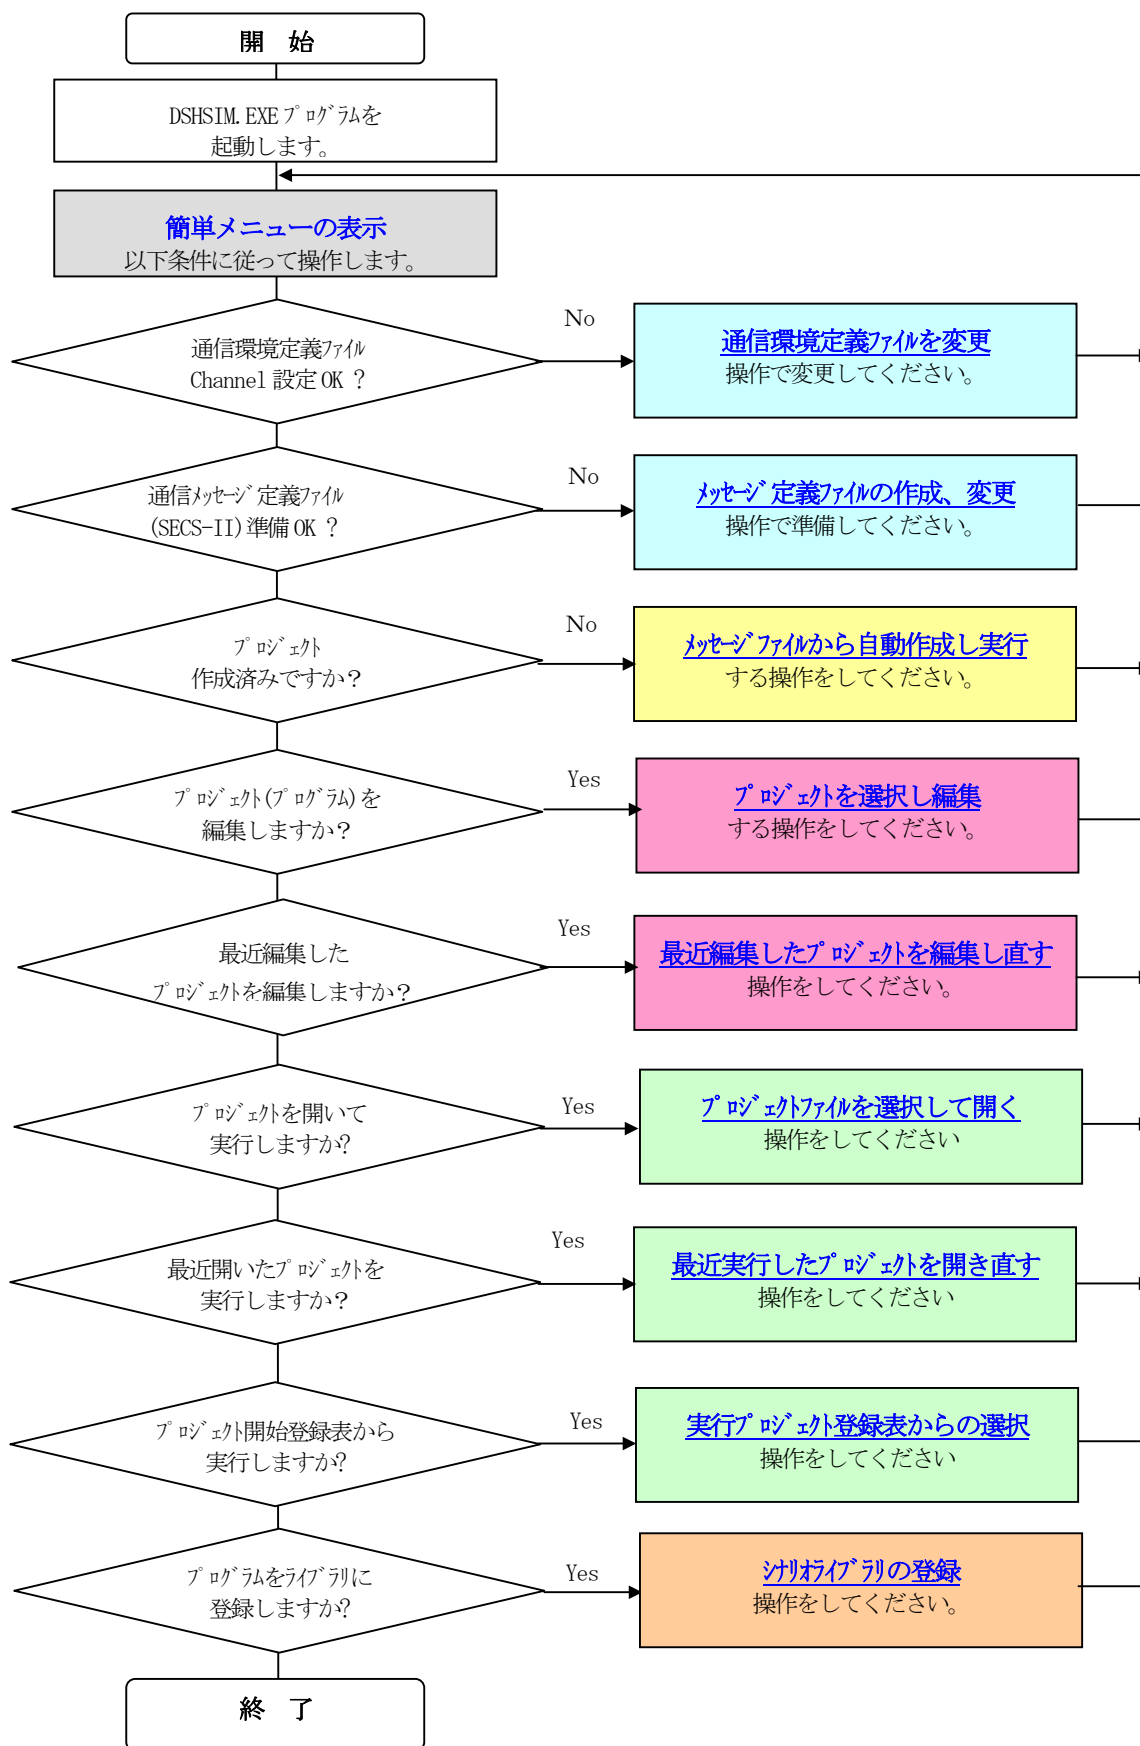 開 始
DSHSIM.EXEﾌﾟﾛｸﾞﾗﾑを
起動します。
簡単メニューの表示
以下条件に従って操作します。
通信環境定義ﾌｧｲﾙ
Channel 設定 OK ?
No
通信環境定義ﾌｧｲﾙを変更
操作で変更してください。
通信ﾒｯｾｰｼﾞ定義ﾌｧｲﾙ
(SECS-II)準備 OK ?
No
ﾒｯｾｰｼﾞ定義ﾌｧｲﾙの作成、変更
操作で準備してください。
ﾌﾟﾛｼﾞｪｸﾄ
作成済みですか?
No
ﾒｯｾｰｼﾞﾌｧｲﾙから自動作成し実行
する操作をしてください。
ﾌﾟﾛｼﾞｪｸﾄ(ﾌﾟﾛｸﾞﾗﾑ)を
編集しますか?
Yes
ﾌﾟﾛｼﾞｪｸﾄを選択し編集
する操作をしてください。
最近編集した
ﾌﾟﾛｼﾞｪｸﾄを編集しますか?
Yes
最近編集したﾌﾟﾛｼﾞｪｸﾄを編集し直す
操作をしてください。
ﾌﾟﾛｼﾞｪｸﾄを開いて
実行しますか?
Yes
ﾌﾟﾛｼﾞｪｸﾄﾌｧｲﾙを選択して開く
操作をしてください
最近開いたﾌﾟﾛｼﾞｪｸﾄを
実行しますか?
Yes
最近実行したﾌﾟﾛｼﾞｪｸﾄを開き直す
操作をしてください
ﾌﾟﾛｼﾞｪｸﾄ開始登録表から
実行しますか?
Yes
実行ﾌﾟﾛｼﾞｪｸﾄ登録表からの選択
操作をしてください
ﾌﾟﾛｸﾞﾗﾑをﾗｲﾌﾞﾗﾘに
登録しますか?
Yes
ｼﾅﾘｵﾗｲﾌﾞﾗﾘの登録
操作をしてください。
終 了